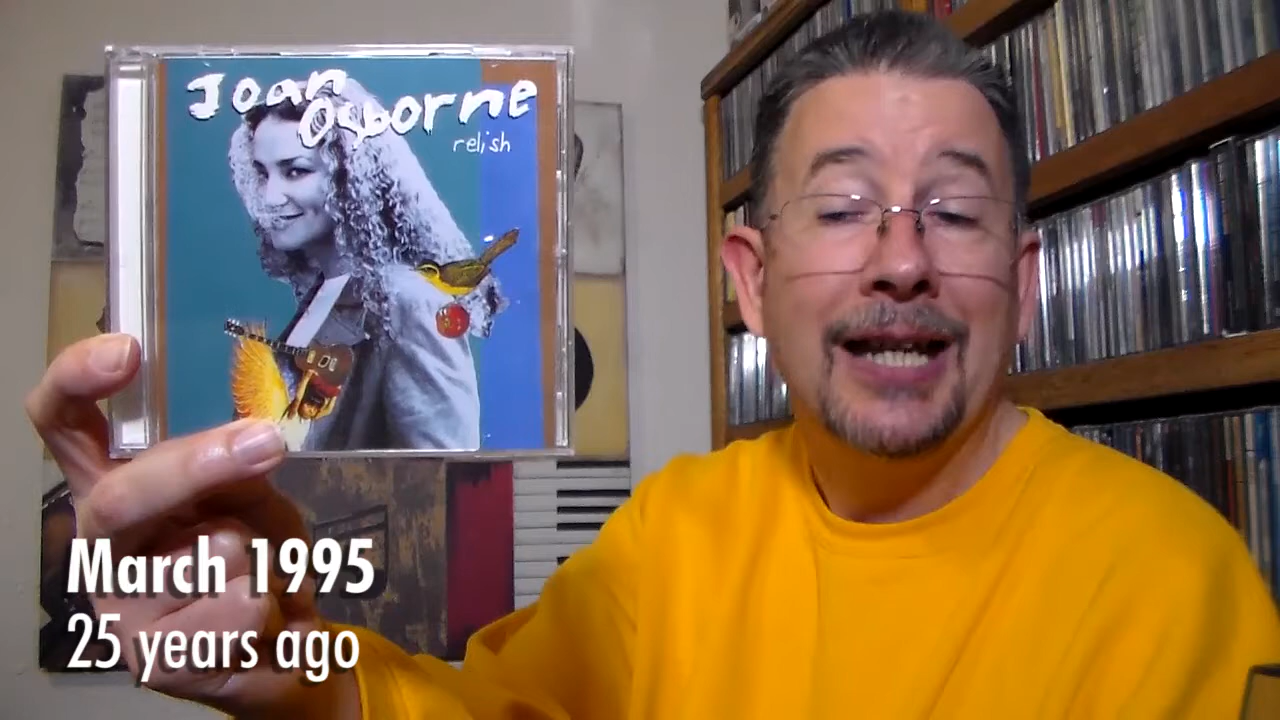 Joan
Osborne
relish
March 1995
25 years ago